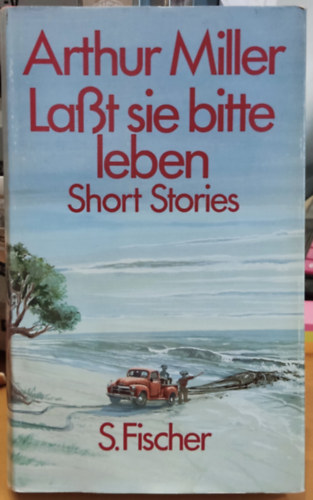 Arthur Miller
Laßt sie bitte
leben
Short Stories
S. Fischer